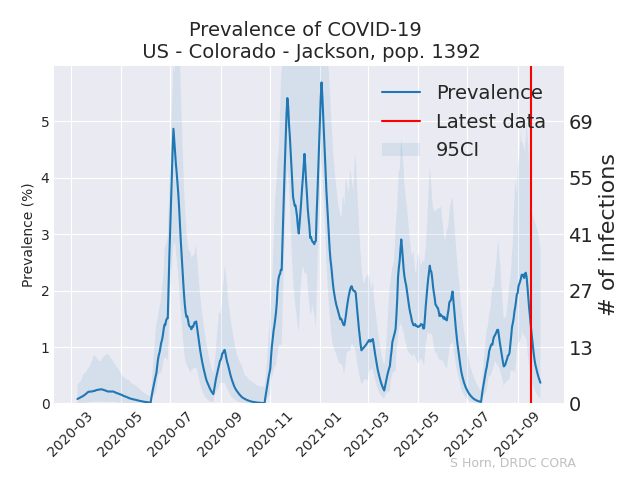 Prevalence of COVID-19
US - Colorado - Jackson, pop. 1392
Prevalence
Latest data
95CI
Prevalence (%)
5
4
3
2
1
0
69
55
41
27
13
0
# of infections
2020-03
2020-05
2020-07
2020-09
2020-11
2021-01
2021-03
2021-05
2021-07
2021-09
S Horn, DRDC CORA